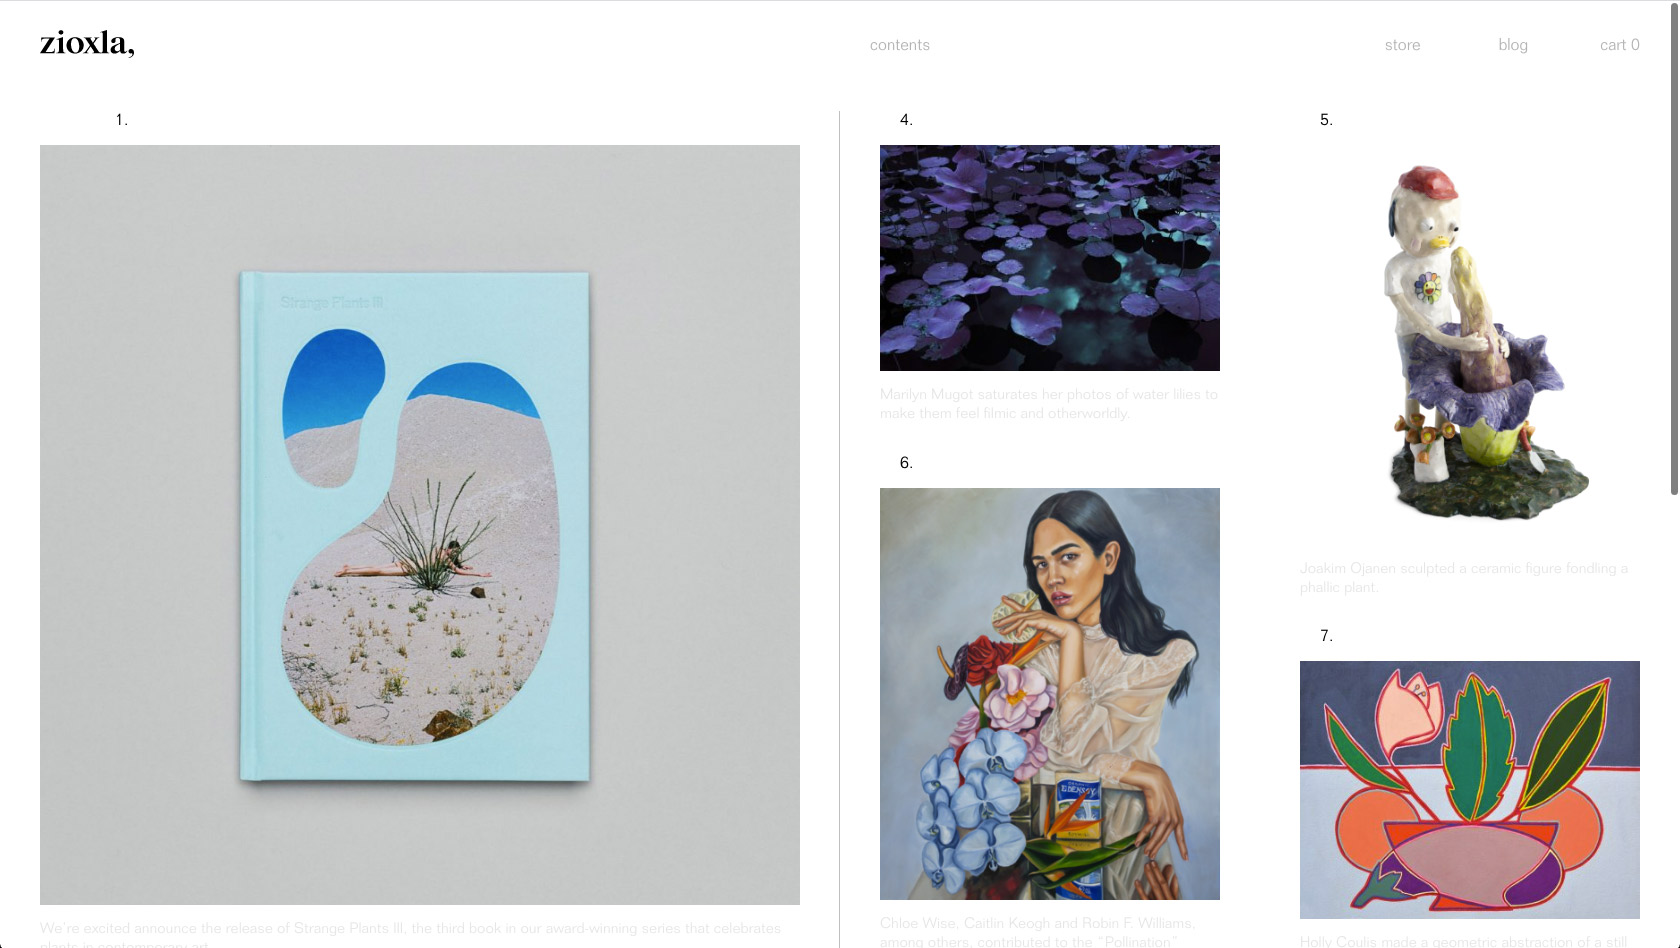 zioxla,
contents
store
blog
cart 0
1.
Strange Plants III
We're excited announce the release of Strange Plants III, the third book in our award-winning series that celebrates
plants in contemporary art
4.
Marilyn Mugot saturates her photos of water lilies to
make them feel filmic and otherworldly.
5.
Joakim Ojanen sculpted a ceramic figure fondling a
phallic plant.
6.
Chloe Wise, Caitlin Keogh and Robin F. Williams,
among others, contributed to the "Pollination"
7.
Holly Coulis made a geometric abstraction of a still